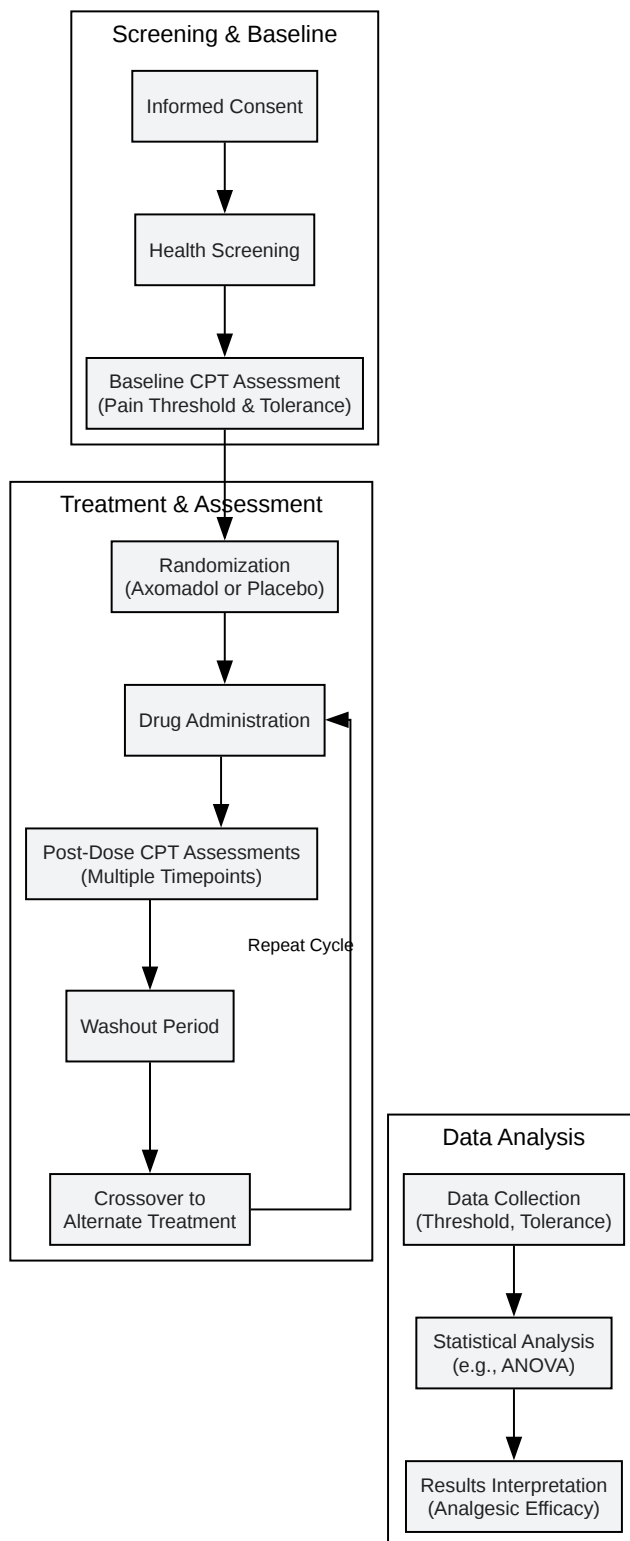 Screening & Baseline
Informed Consent
Health Screening
Baseline CPT Assessment
(Pain Threshold & Tolerance)
Treatment & Assessment
Randomization
(Axomadol or Placebo)
Drug Administration
Post-Dose CPT Assessments
(Multiple Timepoints)
Repeat Cycle
Washout Period
Crossover to
Alternate Treatment
Data Analysis
Data Collection
(Threshold, Tolerance)
Statistical Analysis
(e.g., ANOVA)
Results Interpretation
(Analgesic Efficacy)